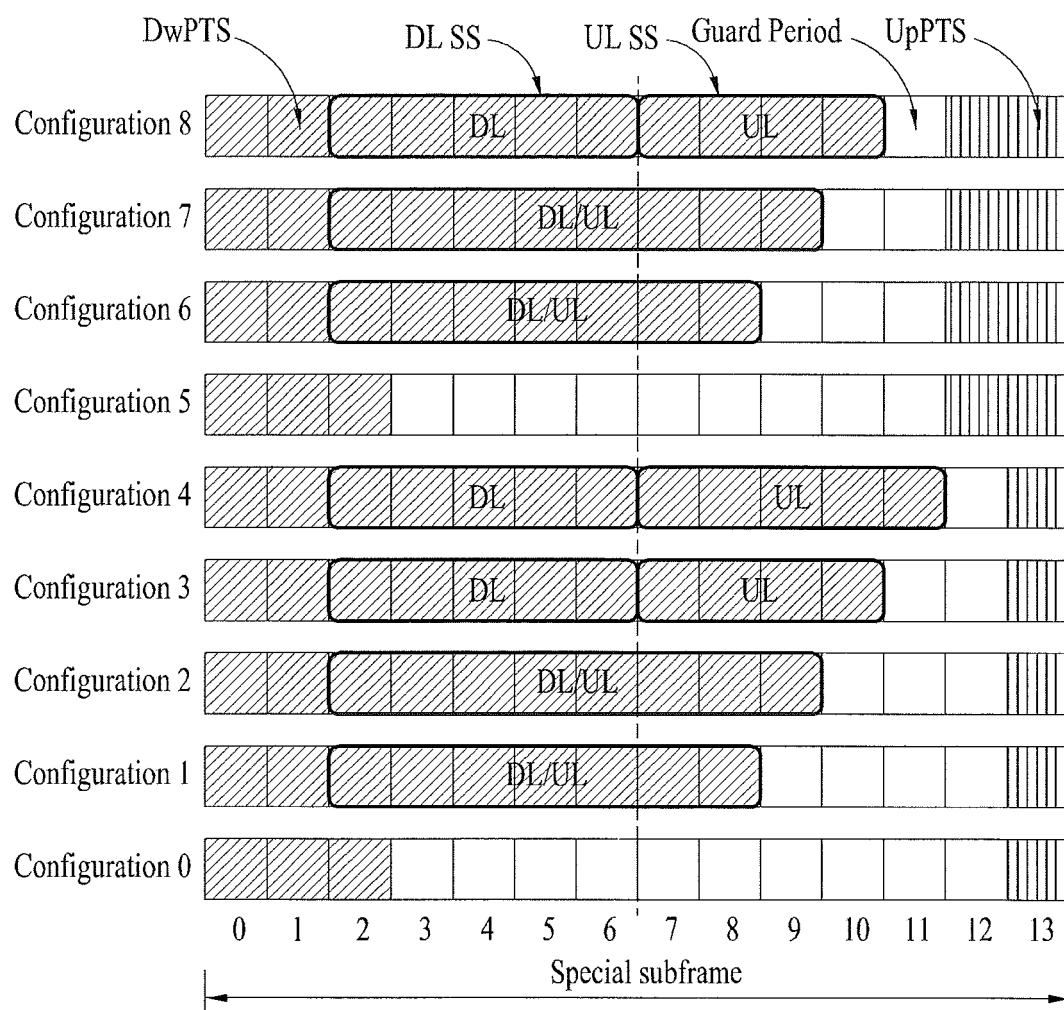 DwPTS DL SS UL SS Guard Period UpPTS
Configuration 8 DL UL
Configuration 7 DL/UL
Configuration 6 DL/UL
Configuration 5
Configuration 4 DL UL
Configuration 3 DL UL
Configuration 2 DL/UL
Configuration 1 DL/UL
Configuration 0
0 1 2 3 4 5 6 7 8 9 10 11 12 13
Special subframe